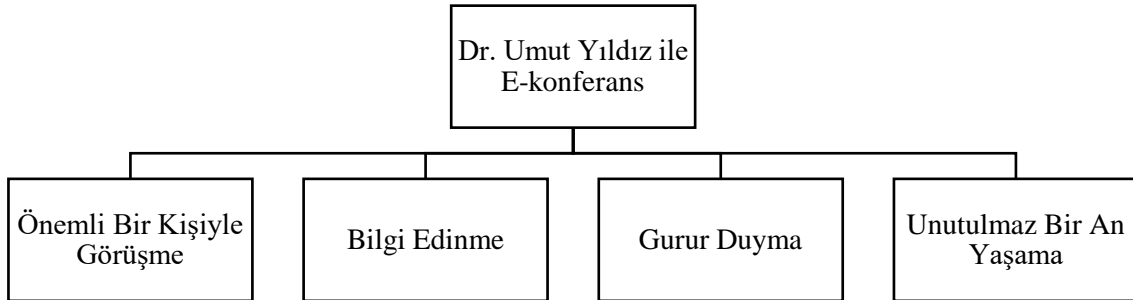 Dr. Umut Yıldız ile
E-konferans
Önemli Bir Kişiyle
Görüşme
Bilgi Edinme
Gurur Duyma
Unutulmaz Bir An
Yaşama